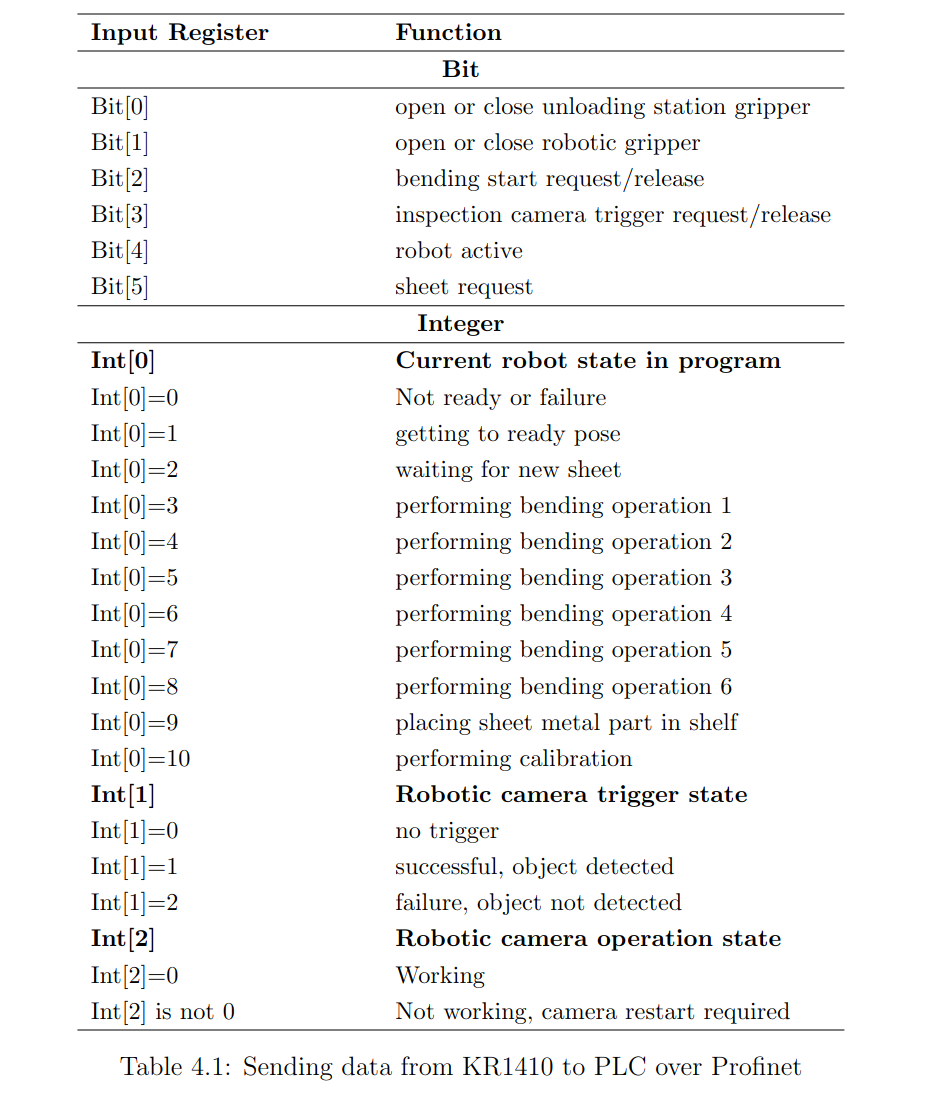 Input Register Function
Bit
Bit[0] open or close unloading station gripper
Bit[1] open or close robotic gripper
Bit[2] bending start request/release
Bit[3] inspection camera trigger request/release
Bit[4] robot active
Bit[5] sheet request
Integer
Int[0] Current robot state in program
Int[0]=0 Not ready or failure
Int[0]=1 getting to ready pose
Int[0]=2 waiting for new sheet
Int[0]=3 performing bending operation 1
Int[0]=4 performing bending operation 2
Int[0]=5 performing bending operation 3
Int[0]=6 performing bending operation 4
Int[0]=7 performing bending operation 5
Int[0]=8 performing bending operation 6
Int[0]=9 placing sheet metal part in shelf
Int[0]=10 performing calibration
Int[1] Robotic camera trigger state
Int[1]=0 no trigger
Int[1]=1 successful, object detected
Int[1]=2 failure, object not detected
Int[2] Robotic camera operation state
Int[2]=0 Working
Int[2] is not 0 Not working, camera restart required
Table 4.1: Sending data from KR1410 to PLC over Profinet